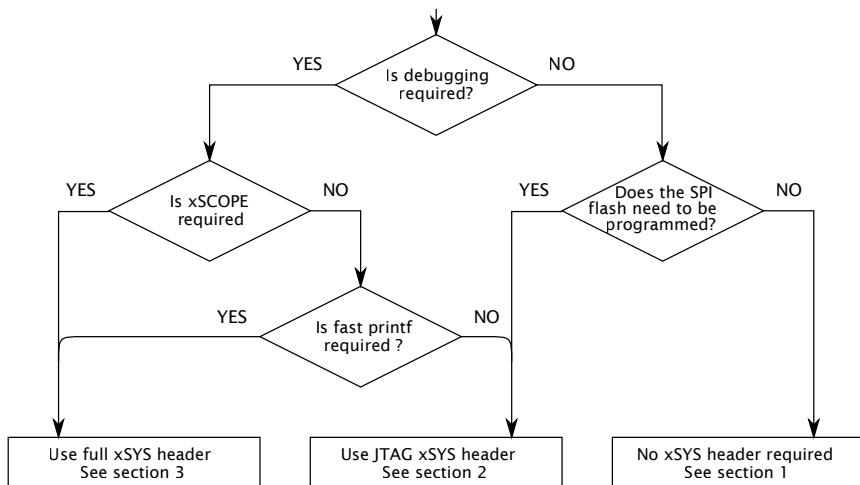 YES
Is debugging
required?
NO
YES
Is xSCOPE
required
NO
YES
Does the SPI
flash need to be
programmed?
NO
YES
Is fast printf
required ?
NO
Use full xSYS header
See section 3
Use JTAG xSYS header
See section 2
No xSYS header required
See section 1